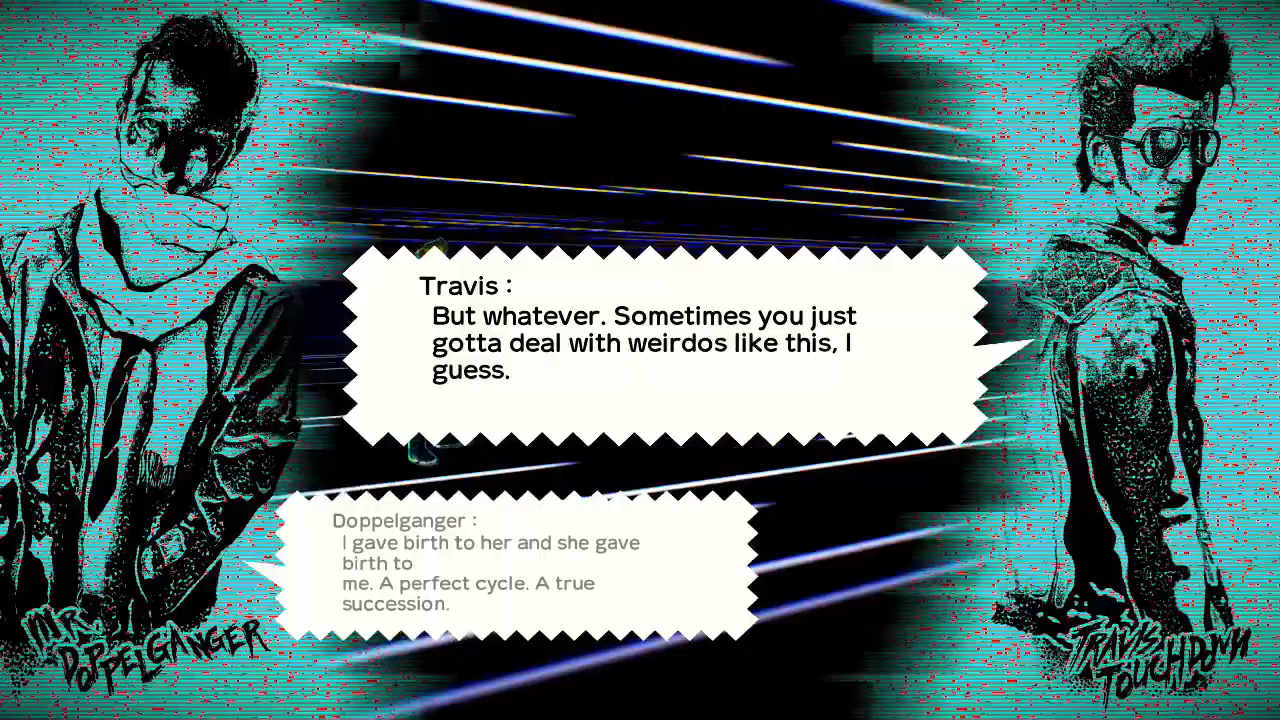 Travis :
But whatever. Sometimes you just
gotta deal with weirdos like this, I
guess.
Doppelganger :
I gave birth to her and she gave
birth to
me. A perfect cycle. A true
succession.
MR.
DOPPELGANGER
TRAVIS
TOUCHDOWN